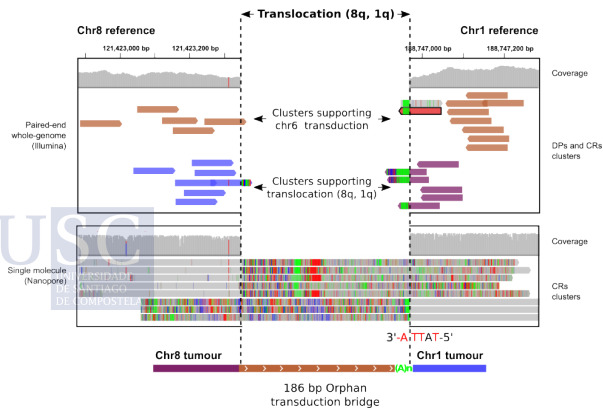 Translocation (8q, 1q)
Chr8 reference
Chr1 reference
121,423,000 bp
121,423,200 bp
188,747,000 bp
188,747,200 bp
Coverage
Paired-end
whole-genome
(Illumina)
Clusters supporting
chr6 transduction
DPs and CRs
clusters
Clusters supporting
translocation (8q, 1q)
USC
UNIVERSIDADE
DE SANTIAGO
DE COMPOSTELA
Coverage
Single molecule
(Nanopore)
CRs
clusters
3'-A TTAT-5'
Chr8 tumour
(A)n
Chr1 tumour
186 bp Orphan
transduction bridge